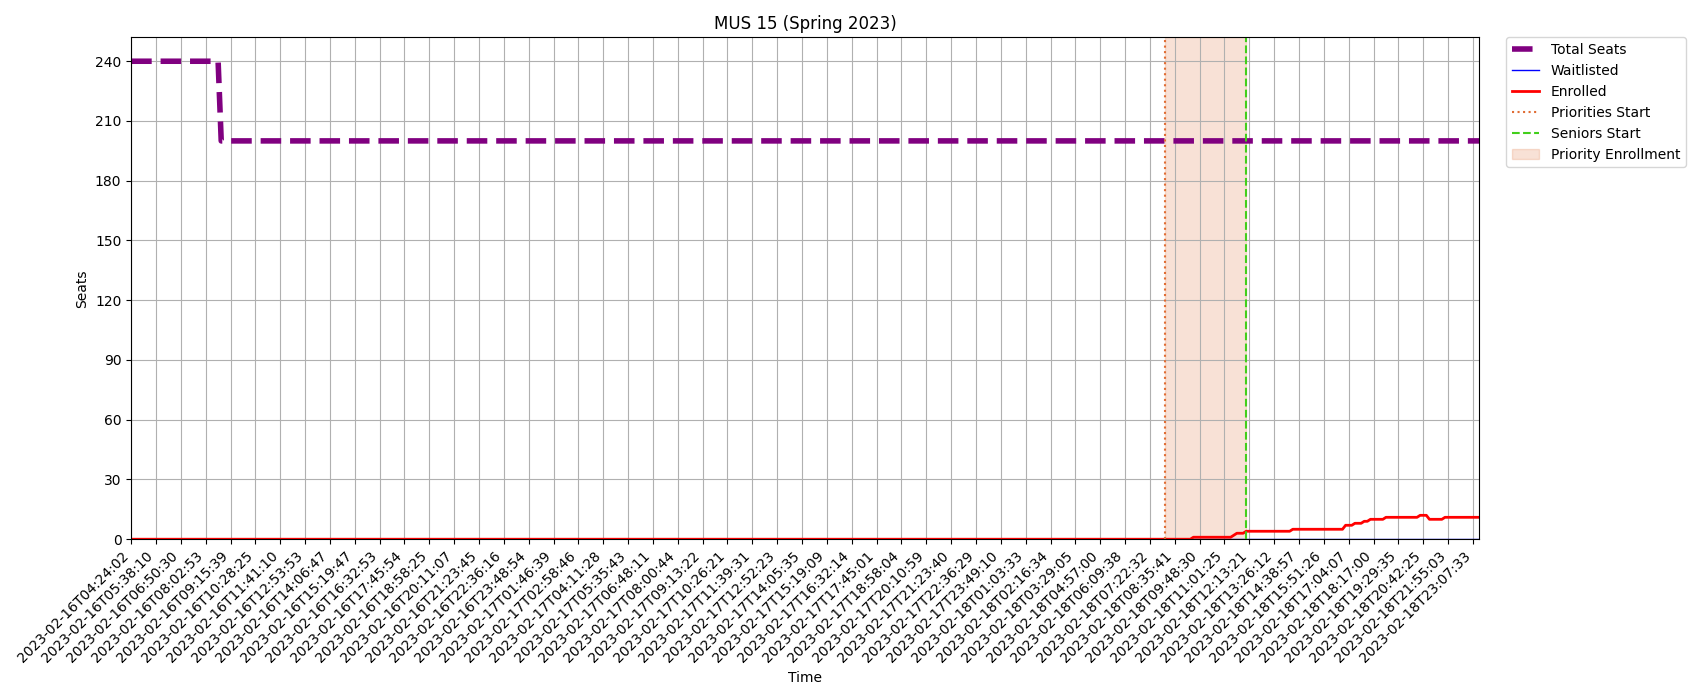 MUS 15 (Spring 2023)
Total Seats
Waitlisted
Enrolled
Priorities Start
Seniors Start
Priority Enrollment
Seats
240
210
180
150
120
90
60
30
0
2023-02-16T04:24:02
2023-02-16T05:38:10
2023-02-16T06:50:30
2023-02-16T08:02:53
2023-02-16T09:15:39
2023-02-16T10:28:25
2023-02-16T11:41:10
2023-02-16T12:53:53
2023-02-16T14:06:47
2023-02-16T15:19:47
2023-02-16T16:32:53
2023-02-16T17:45:54
2023-02-16T18:58:25
2023-02-16T20:11:07
2023-02-16T21:23:45
2023-02-16T22:36:16
2023-02-16T23:48:54
2023-02-17T01:46:39
2023-02-17T02:58:46
2023-02-17T04:11:28
2023-02-17T05:35:43
2023-02-17T06:48:11
2023-02-17T08:00:44
2023-02-17T09:13:22
2023-02-17T10:26:21
2023-02-17T11:39:31
2023-02-17T12:52:23
2023-02-17T14:05:35
2023-02-17T15:19:09
2023-02-17T16:32:14
2023-02-17T17:45:01
2023-02-17T18:58:04
2023-02-17T20:10:59
2023-02-17T21:23:40
2023-02-17T22:36:29
2023-02-17T23:49:10
2023-02-18T01:03:33
2023-02-18T02:16:34
2023-02-18T03:29:05
2023-02-18T04:57:00
2023-02-18T06:09:38
2023-02-18T07:22:32
2023-02-18T08:35:41
2023-02-18T09:48:30
2023-02-18T11:01:25
2023-02-18T12:13:21
2023-02-18T13:26:12
2023-02-18T14:38:57
2023-02-18T15:51:26
2023-02-18T17:04:07
2023-02-18T18:17:00
2023-02-18T19:29:35
2023-02-18T20:42:25
2023-02-18T21:55:03
2023-02-18T23:07:33
Time